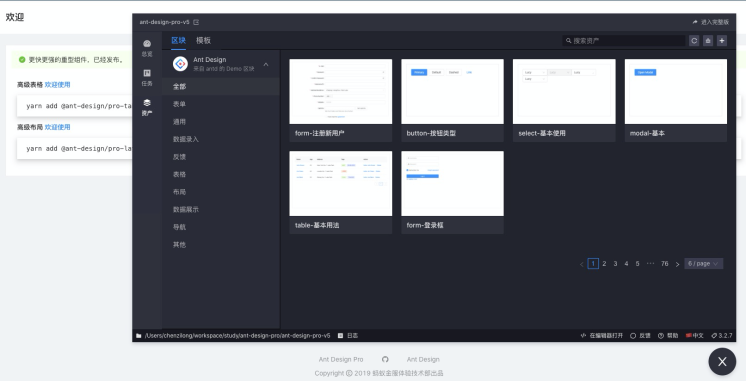 欢迎
更快更强的重型组件，已经发布。
高级表格 欢迎使用
yarn add @ant-design/pro-ta
高级布局 欢迎使用
yarn add @ant-design/pro-la
ant-design-pro-v5
进入完整版
总览
任务
资产
区块 模板
搜索资产
Ant Design
来自 antd 的 Demo 区块
全部
表单
通用
数据录入
反馈
表格
布局
数据展示
导航
其他
form-注册新用户
button-按钮类型
select-基本使用
modal-基本
table-基本用法
form-登录框
1 2 3 4 5 ··· 76
6 / page
/Users/chenzilong/workspace/study/ant-design-pro/ant-design-pro-v5
日志
在编辑器打开
反馈
帮助
中文
3.2.7
Ant Design Pro
Ant Design
Copyright © 2019 蚂蚁金服体验技术部出品
X